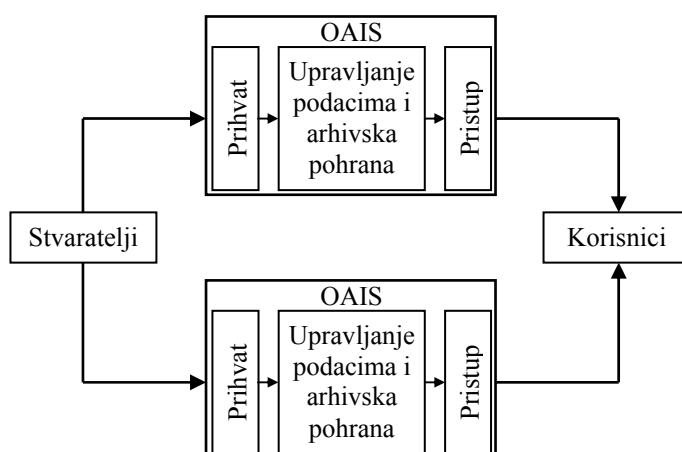 OAIS
Prihvat
Upravljanje
podacima i
arhivska
pohrana
Pristup
Stvaratelji
Korisnici
OAIS
Prihvat
Upravljanje
podacima i
arhivska
pohrana
Pristup